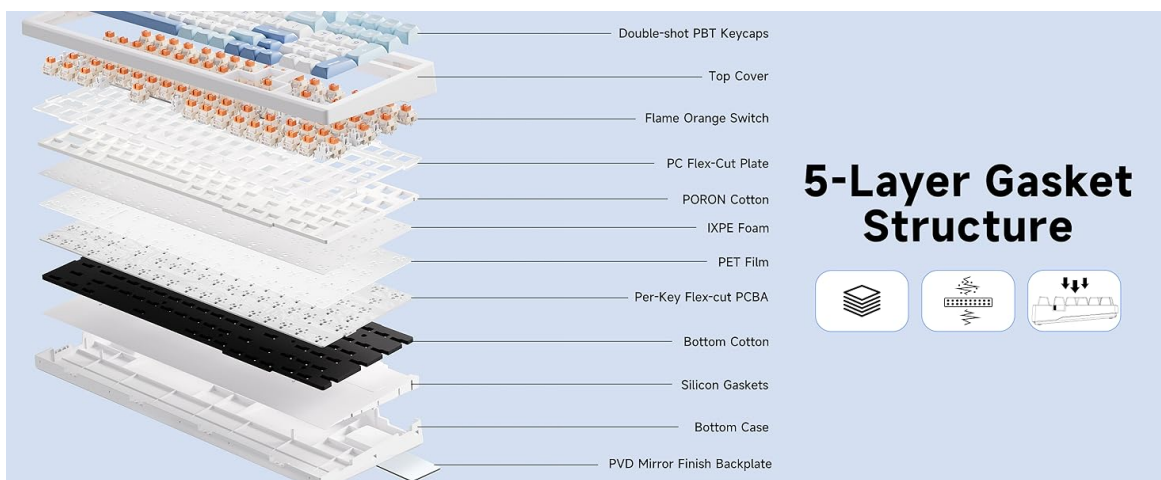 Double-shot PBT Keycaps
Top Cover
Flame Orange Switch
PC Flex-Cut Plate
PORON Cotton
IXPE Foam
PET Film
Per-Key Flex-cut PCBA
Bottom Cotton
Silicon Gaskets
Bottom Case
PVD Mirror Finish Backplate
5-Layer Gasket
Structure